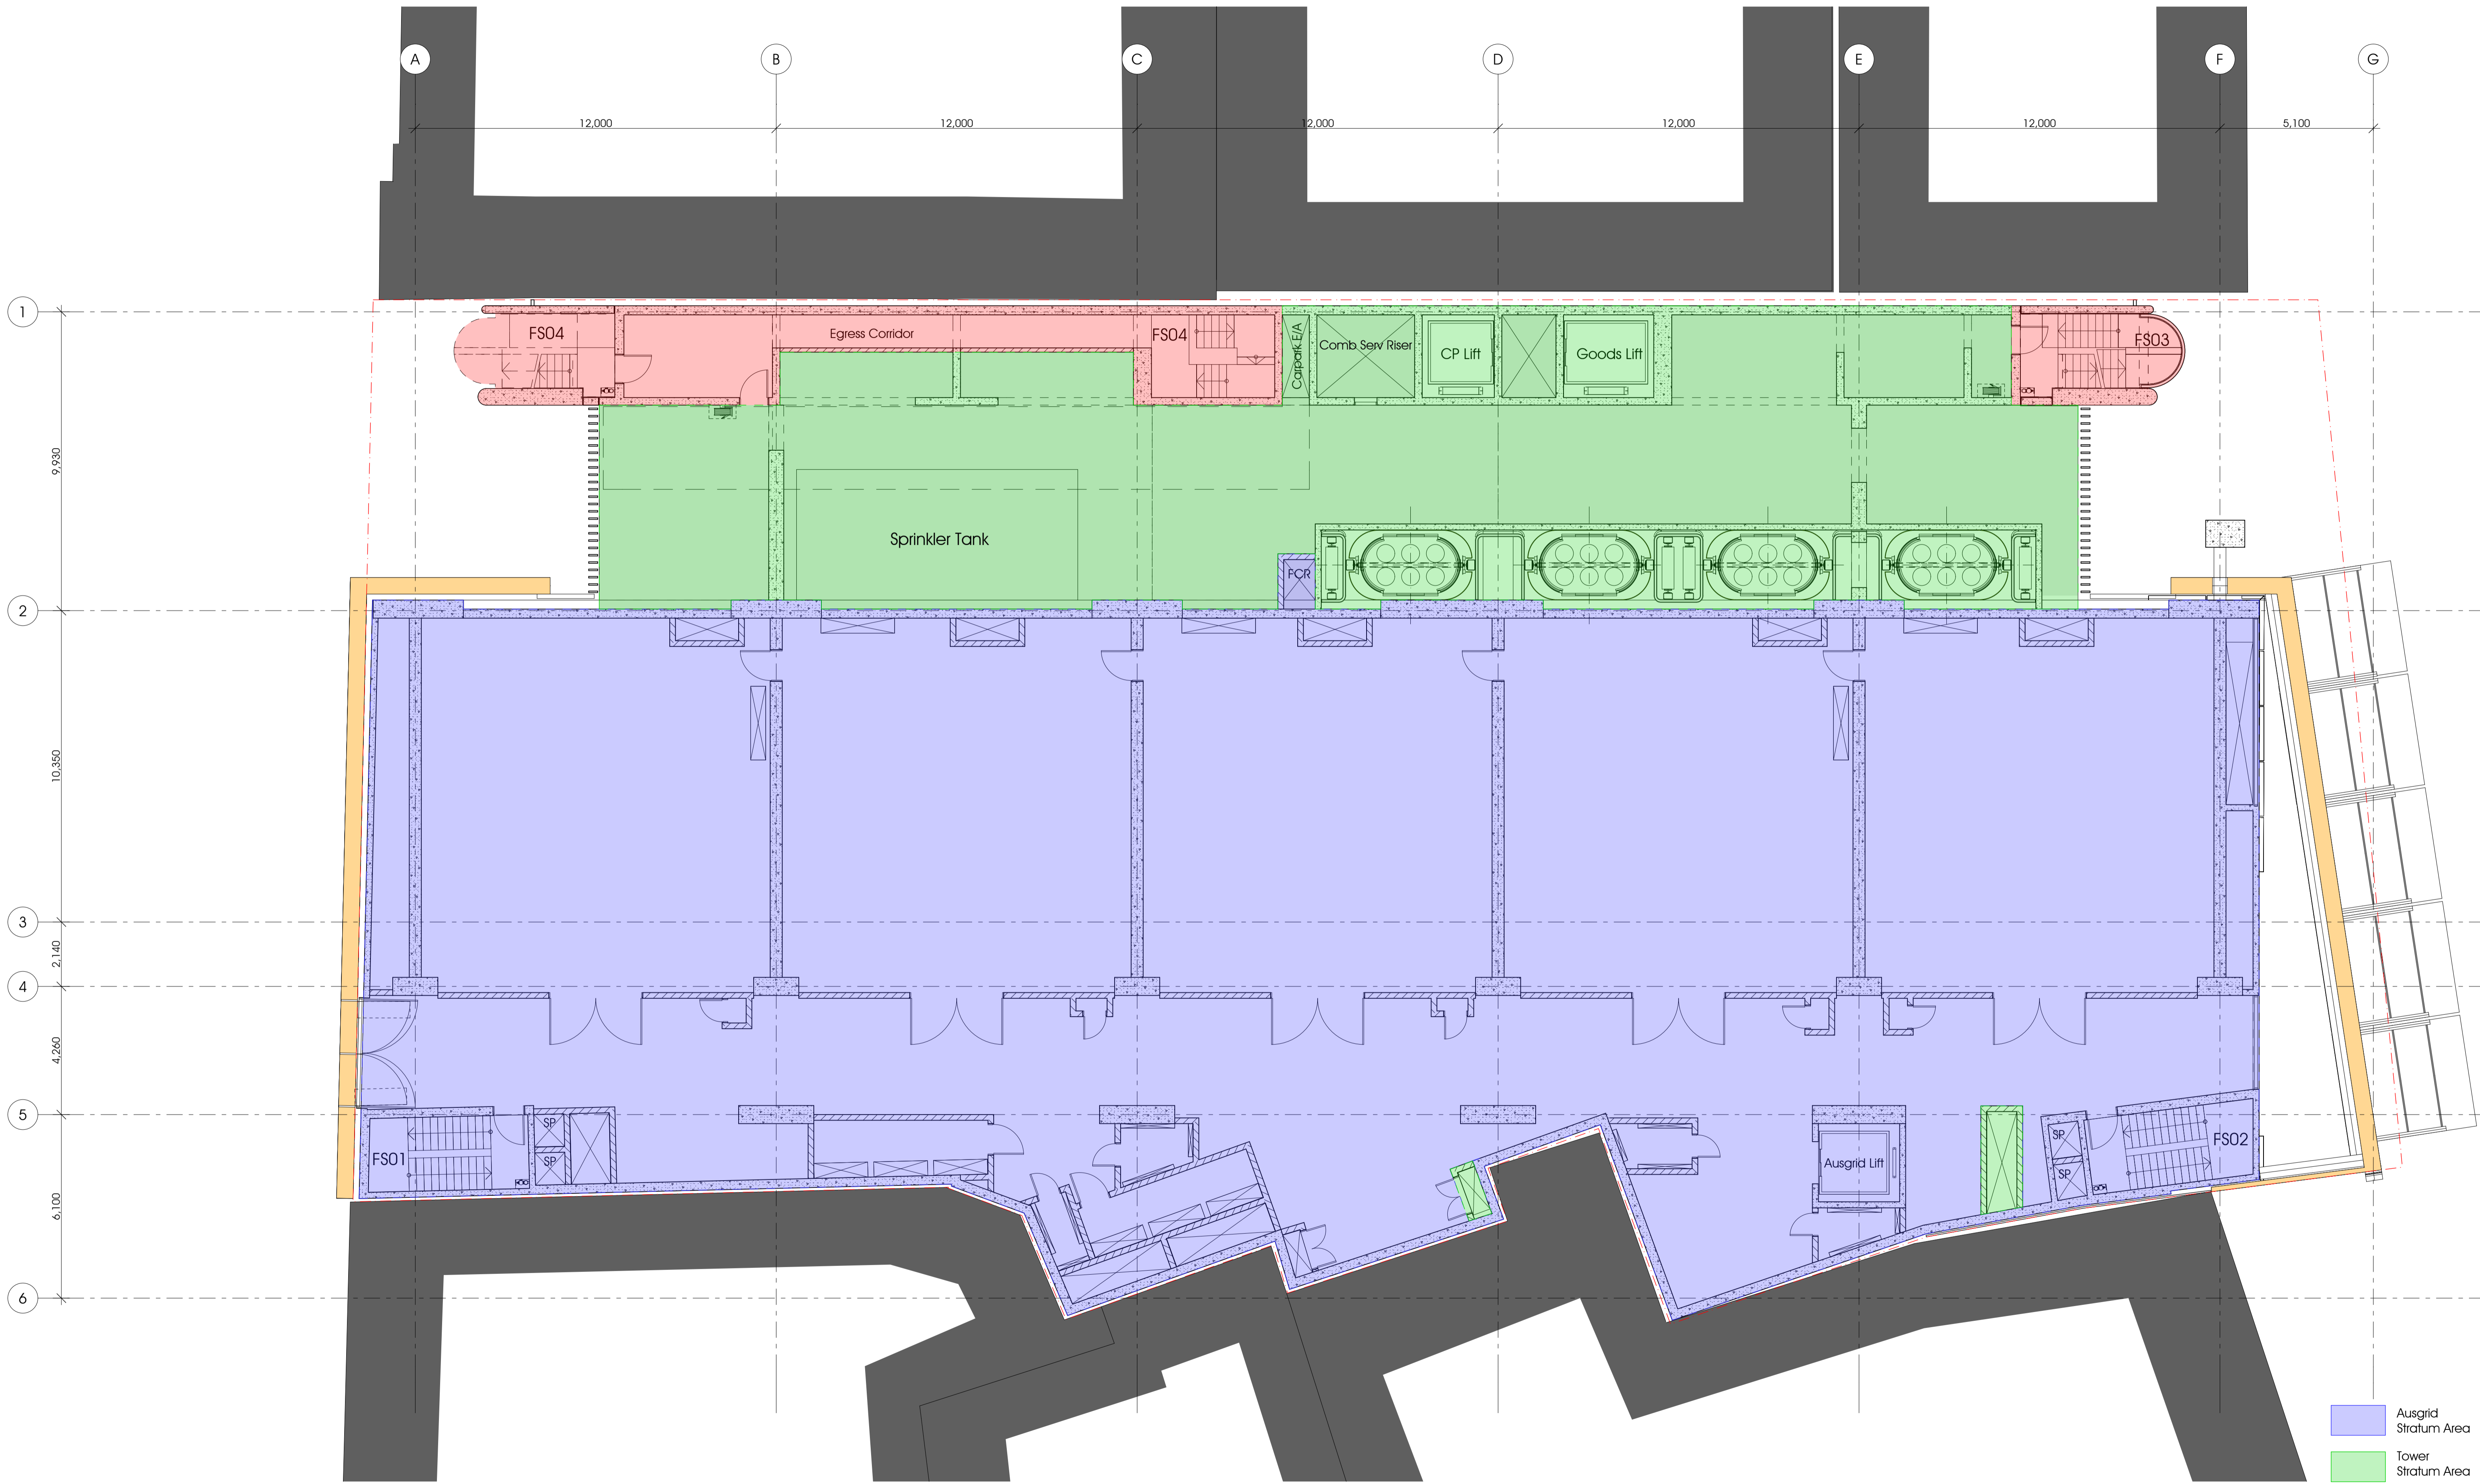 A
B
C
D
E
F
G
12,000
12,000
12,000
12,000
12,000
5,100
1
2
3
4
5
6
9,930
10,350
2,140
4,260
6,100
FS04
Egress Corridor
FS04
Carpark E/A
Comb Serv Riser
CP Lift
Goods Lift
FS03
Sprinkler Tank
FCR
FS01
SP
SP
Ausgrid Lift
SP
SP
FS02
Ausgrid
Stratum Area
Tower
Stratum Area